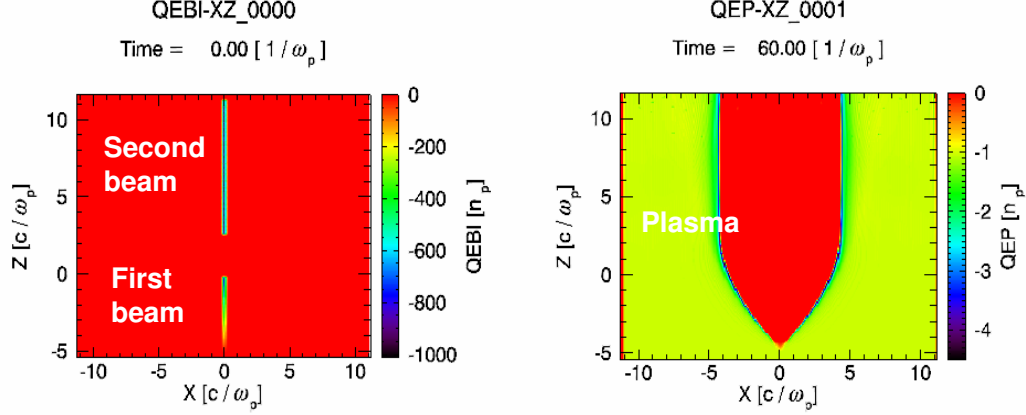 QEBI-XZ_0000
Time = 0.00 [ 1 / ω_p ]
10
5
0
-5
Z [ c / ω_p ]
Second
beam
First
beam
-10 -5 0 5 10
X [ c / ω_p ]
0
-200
-400
-600
-800
-1000
QEBI [ n_p ]
QEP-XZ_0001
Time = 60.00 [ 1 / ω_p ]
10
5
0
-5
Z [ c / ω_p ]
Plasma
-10 -5 0 5 10
X [ c / ω_p ]
0
-1
-2
-3
-4
QEP [ n_p ]